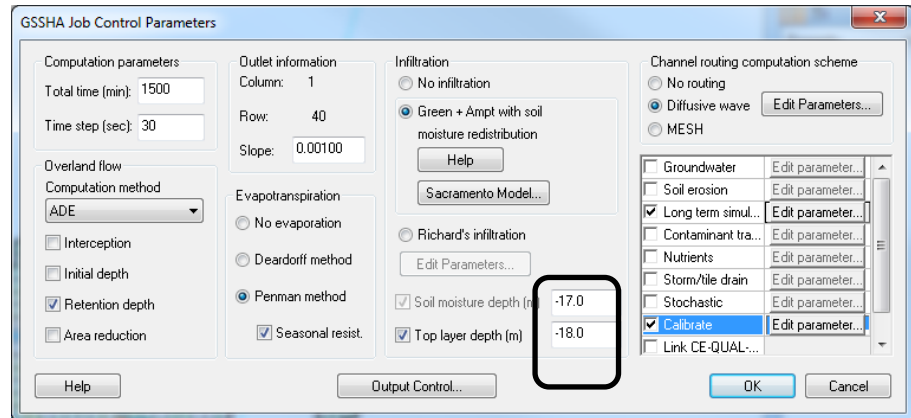 GSSHA Job Control Parameters
x
Computation parameters
Total time (min): 1500
Time step (sec): 30
Overland flow
Computation method
ADE
Interception
Initial depth
Retention depth
Area reduction
Outlet information
Column: 1
Row: 40
Slope: 0.00100
Evapotranspiration
No evaporation
Deardorff method
Penman method
Seasonal resist.
Infiltration
No infiltration
Green + Ampt with soil
moisture redistribution
Help
Sacramento Model...
Richard's infiltration
Edit Parameters...
Soil moisture depth (m) -17.0
Top layer depth (m) -18.0
Channel routing computation scheme
No routing
Diffusive wave Edit Parameters...
MESH
Groundwater Edit parameter...
Soil erosion Edit parameter...
Long term simul... Edit parameter...
Contaminant tra... Edit parameter...
Nutrients Edit parameter...
Storm/tile drain Edit parameter...
Stochastic Edit parameter...
Calibrate Edit parameter...
Link CE-QUAL-...
Help
Output Control...
OK
Cancel